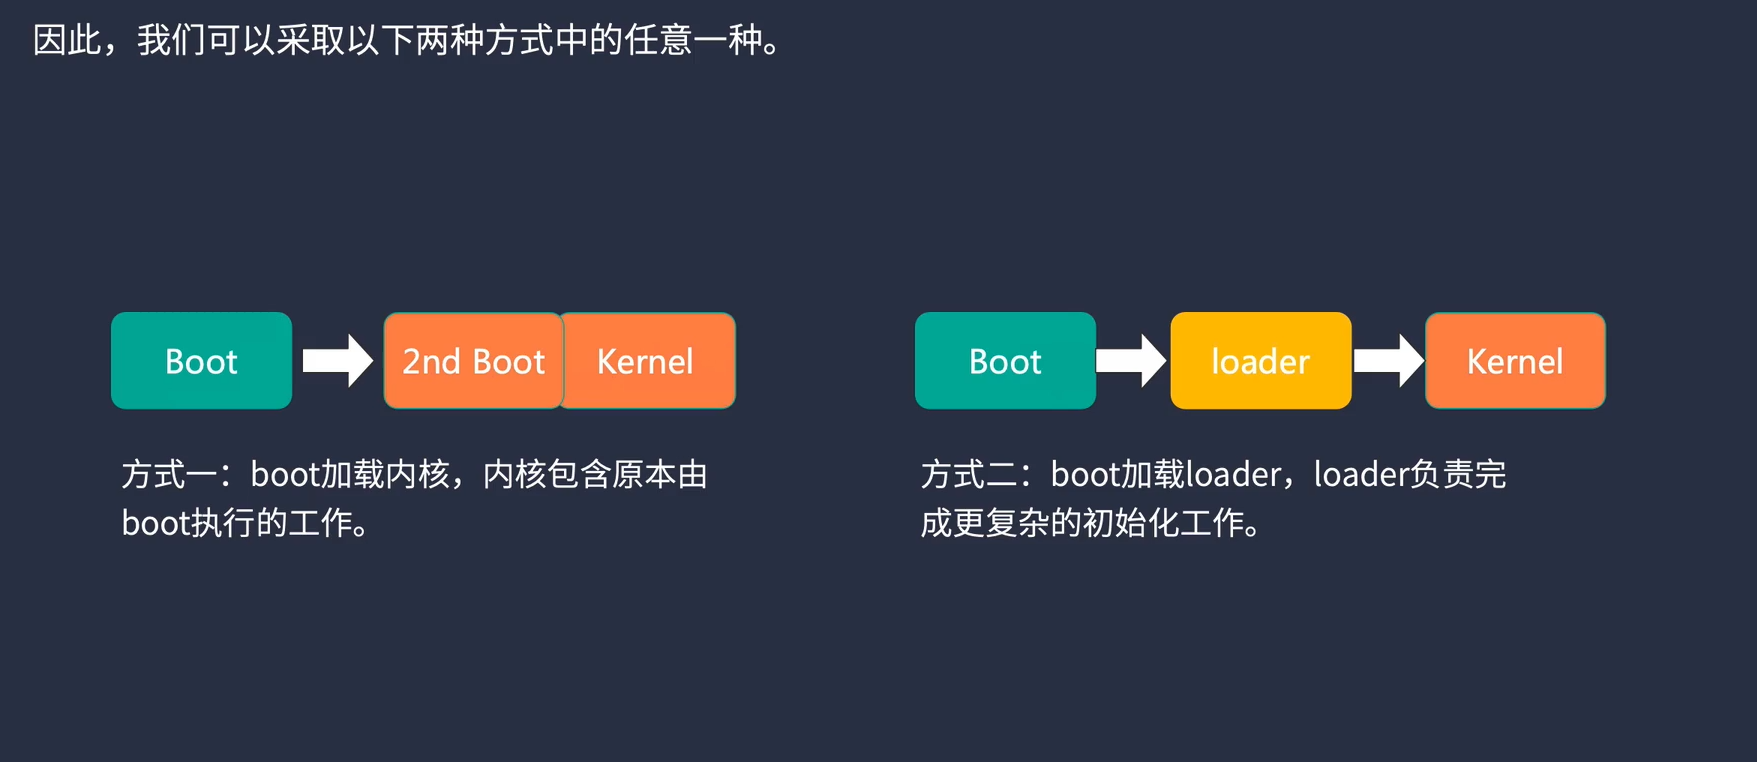 因此，我们可以采取以下两种方式中的任意一种。
Boot
2nd Boot
Kernel
方式一：boot加载内核，内核包含原本由
boot执行的工作。
Boot
loader
Kernel
方式二：boot加载loader，loader负责完
成更复杂的初始化工作。